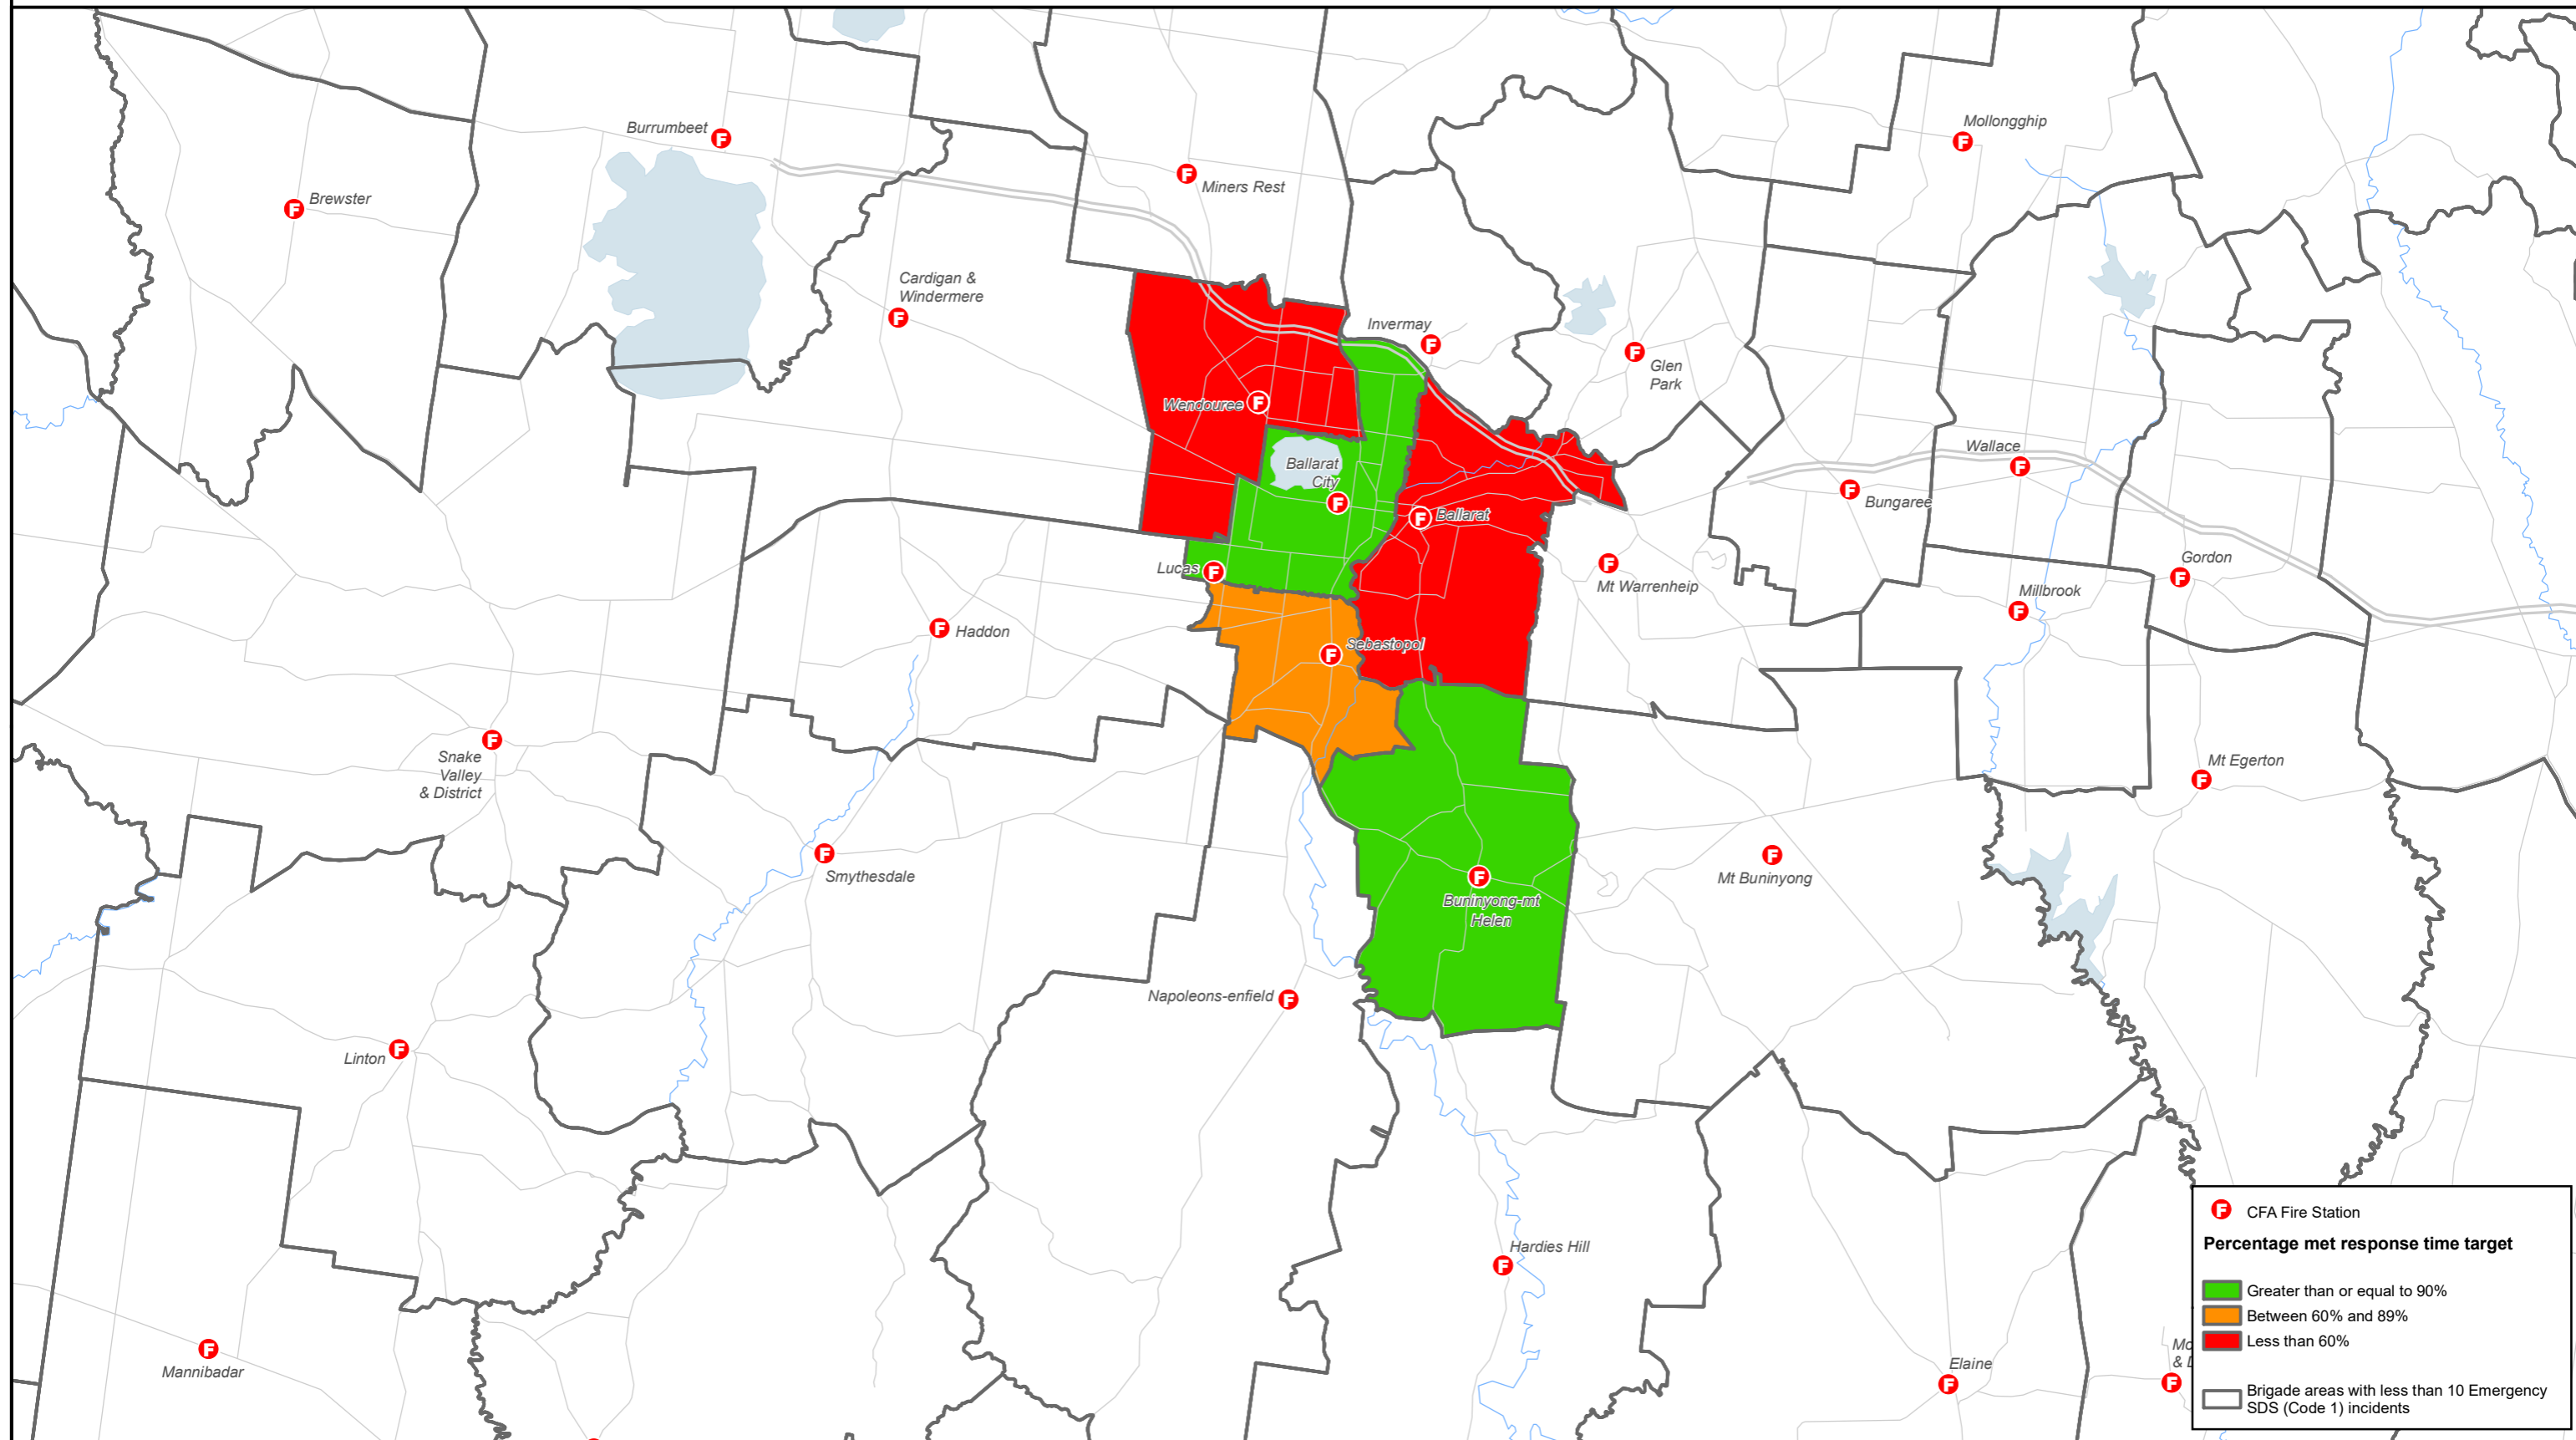 Burrumbeet
Mollongghip
Miners Rest
Brewster
Cardigan &
Windermere
Invermay
Glen
Park
Wendouree
Wallace
Ballarat
City
Bungaree
Ballarat
Gordon
Lucas
Mt Warrenheip
Millbrook
Haddon
Sebastopol
Snake
Valley
& District
Mt Egerton
Smythesdale
Mt Buninyong
Buninyong-mt
Helen
Napoleons-enfield
Linton
Hardies Hill
Mannibadar
Elaine
CFA Fire Station
Percentage met response time target
Greater than or equal to 90%
Between 60% and 89%
Less than 60%
Brigade areas with less than 10 Emergency
SDS (Code 1) incidents